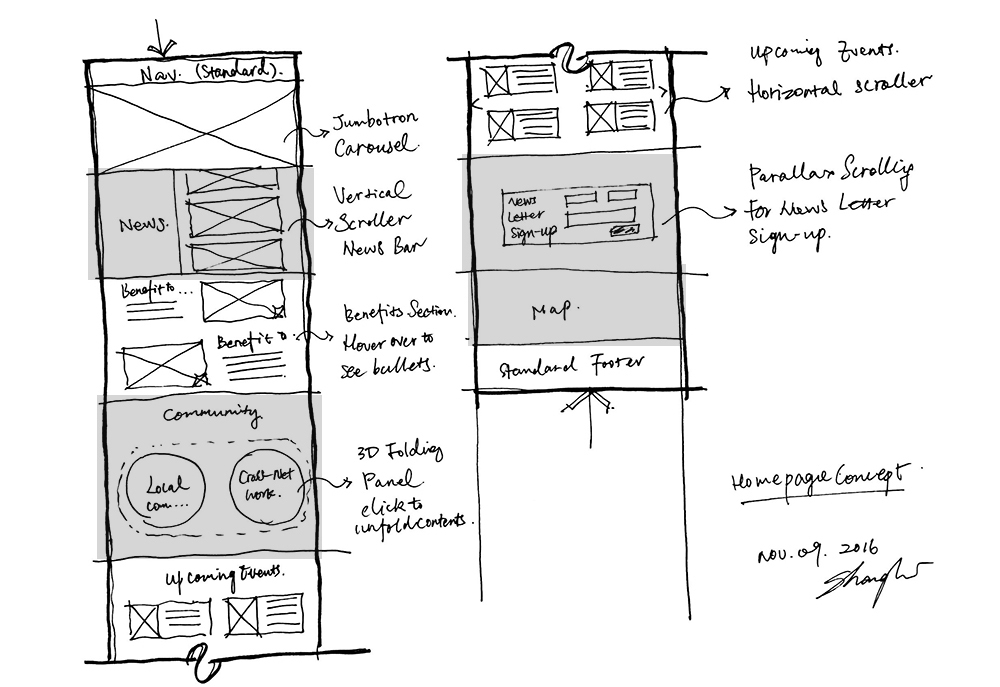 Nav. (Standard).
Jumbotron
Carousel.
News.
Vertical
Scroller
News Bar
Benefit to ...
Benefit to
Benefits Section.
Hover over to
see bullets.
Community
Local
com....
Craft Net
work.
3D Folding
Panel
click to
unfold contents.
Upcoming Events.
Upcoming Events.
Horizontal scroller
News
Letter
Sign-up
Parallax Scrolling
For News Letter
Sign-up.
Map.
Standard Footer
Homepage Concept.
Nov. 09. 2016